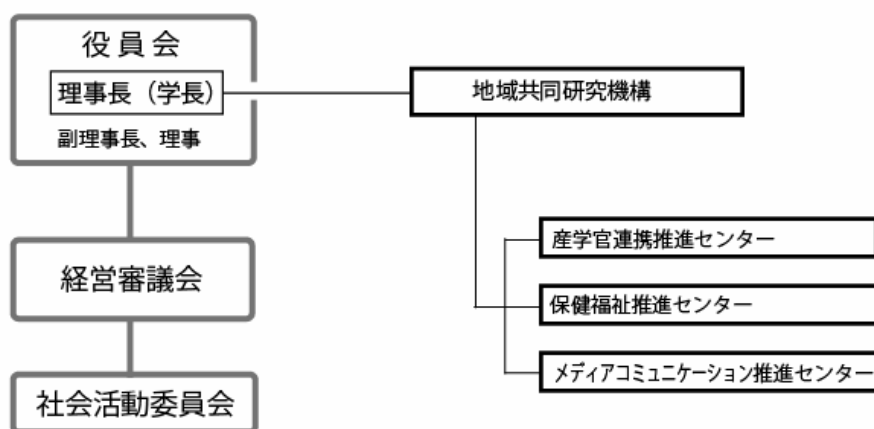 役員会
理事長（学長）
副理事長、理事
地域共同研究機構
経営審議会
社会活動委員会
産学官連携推進センター
保健福祉推進センター
メディアコミュニケーション推進センター